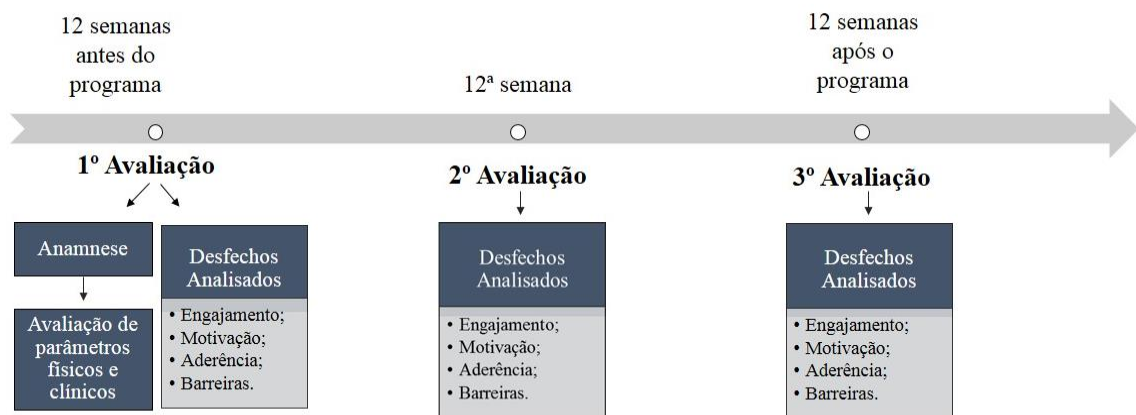 12 semanas
antes do
programa
12ª semana
12 semanas
após o
programa
1º Avaliação
2º Avaliação
3º Avaliação
Anamnese
Avaliação de
parâmetros
físicos e
clínicos
Desfechos
Analisados
• Engajamento;
• Motivação;
• Aderência;
• Barreiras.
Desfechos
Analisados
• Engajamento;
• Motivação;
• Aderência;
• Barreiras.
Desfechos
Analisados
• Engajamento;
• Motivação;
• Aderência;
• Barreiras.